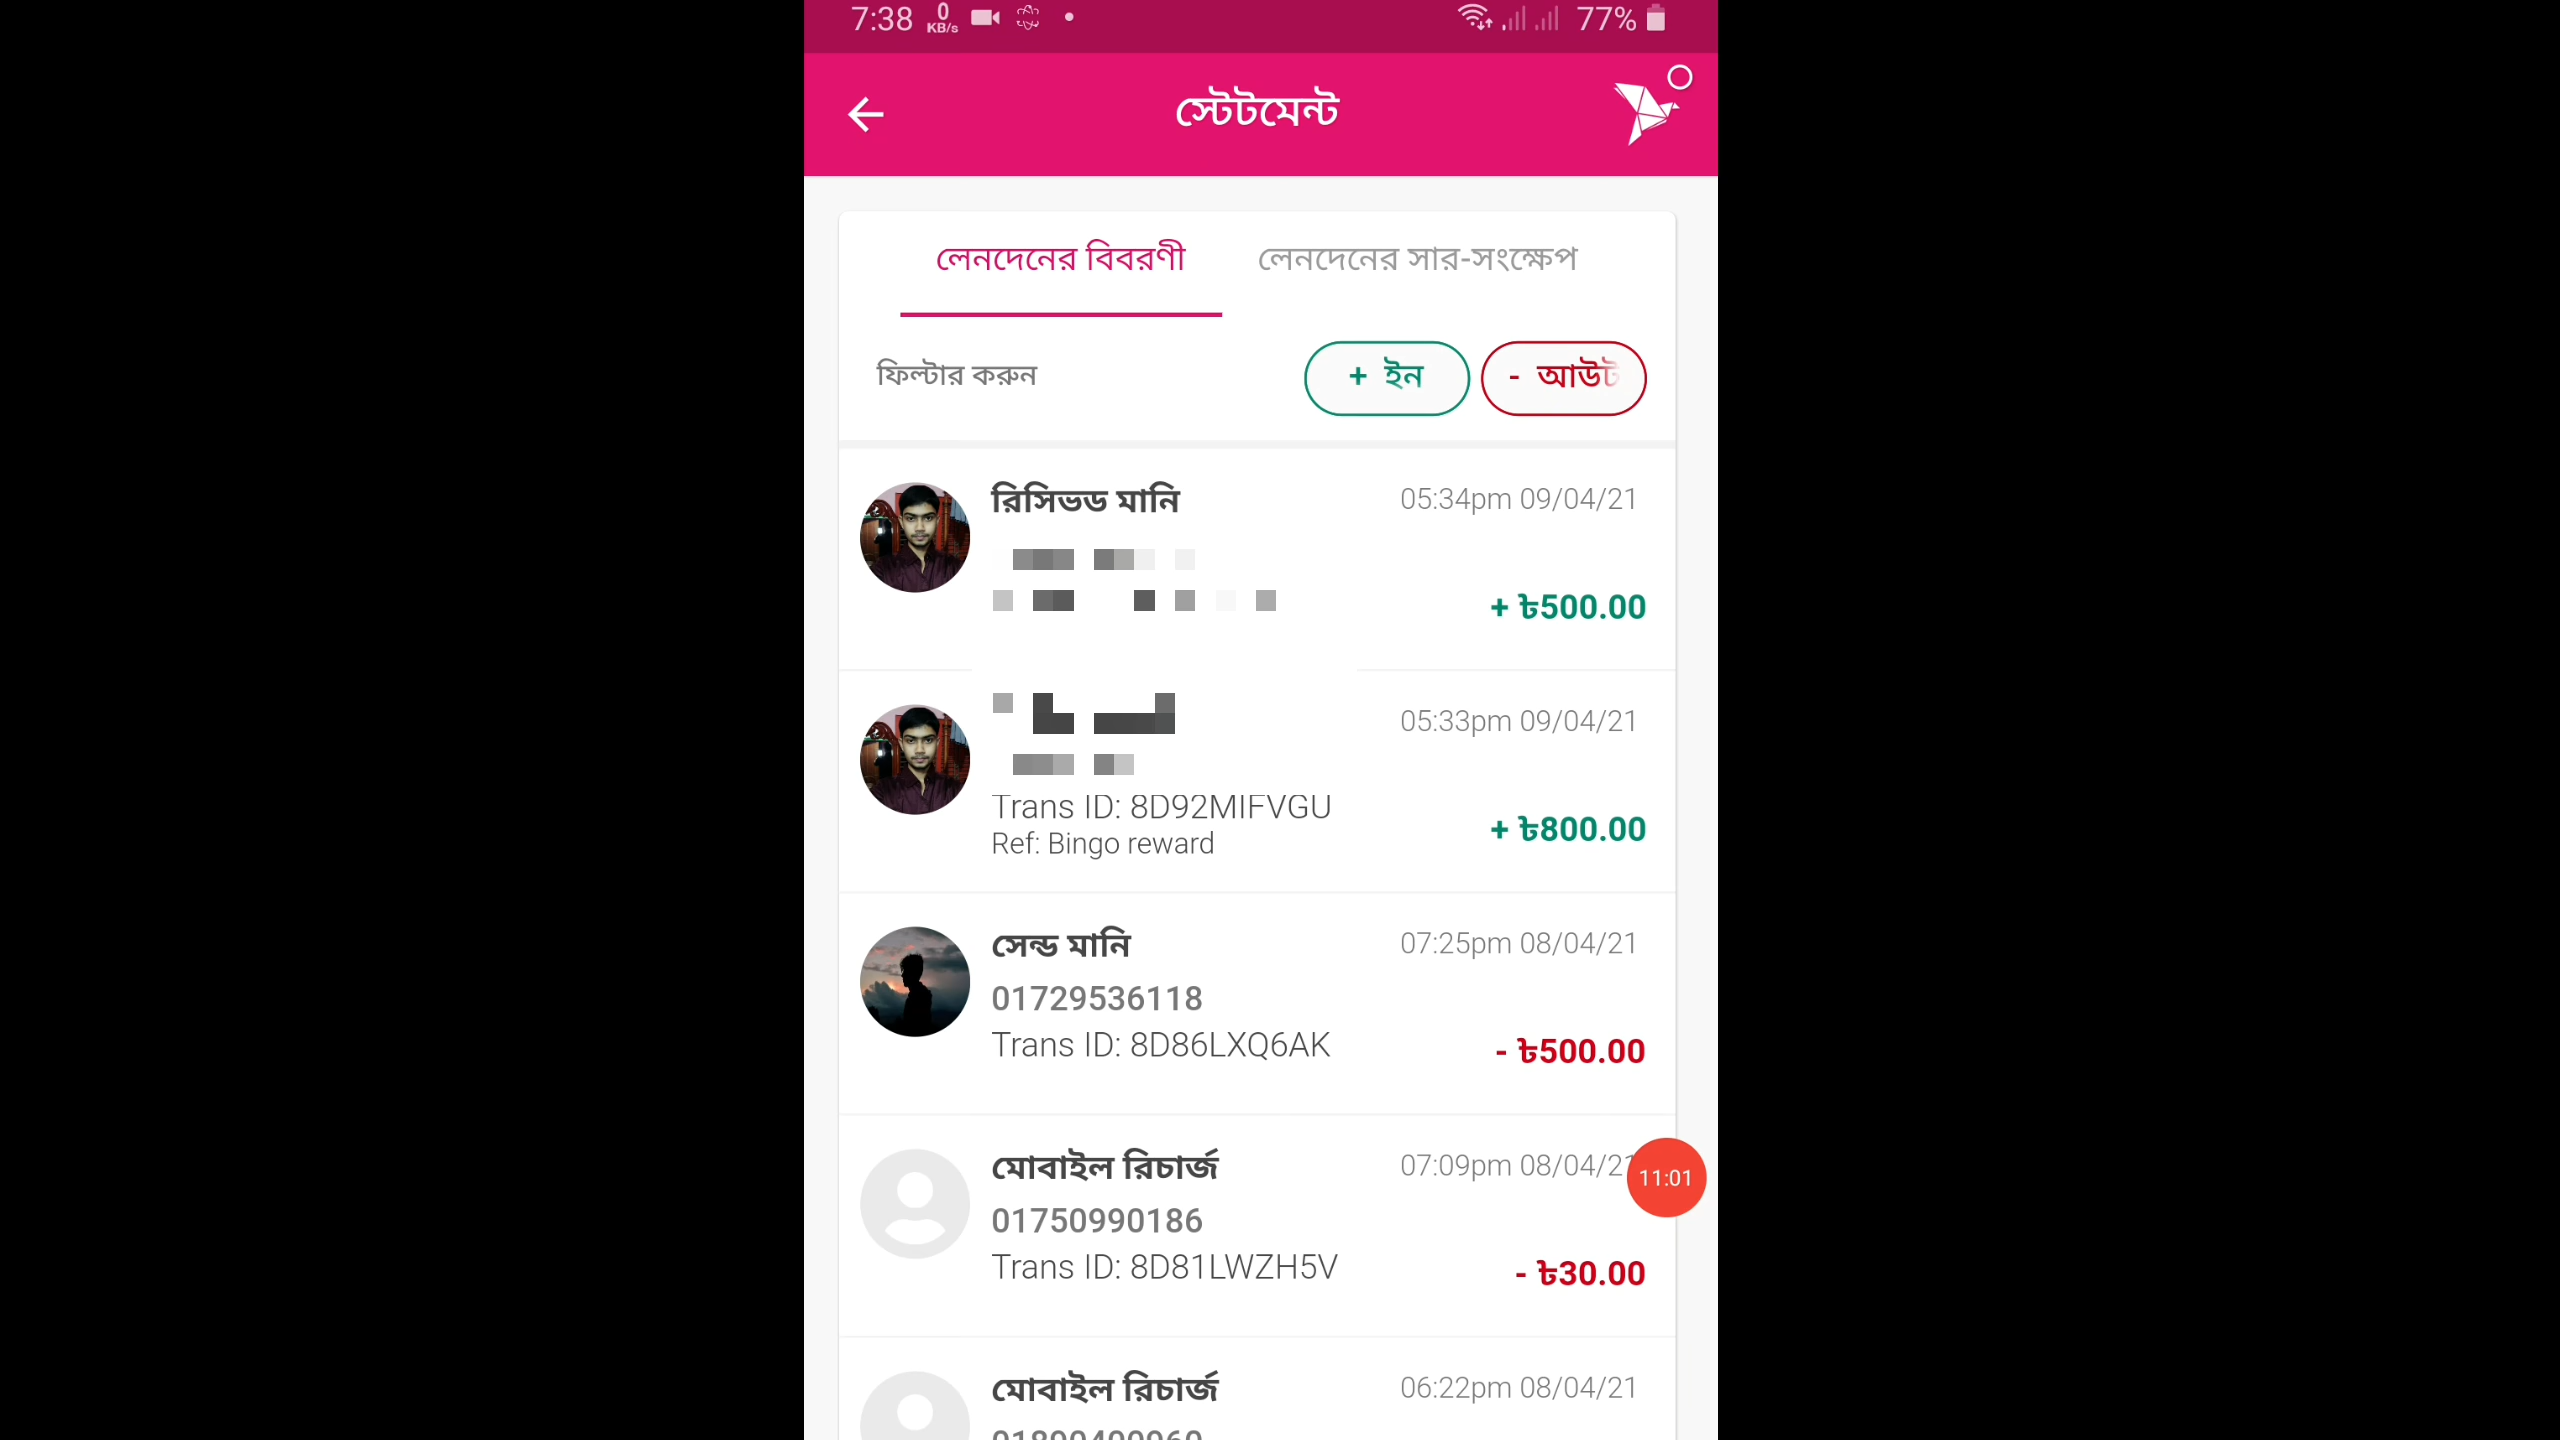 7:38 0 KB/s 77%
স্টেটমেন্ট
লেনদেনের বিবরণী লেনদেনের সার-সংক্ষেপ
ফিল্টার করুন + ইন - আউট
রিসিভড মানি 05:34pm 09/04/21
+ ৳500.00
05:33pm 09/04/21
Trans ID: 8D92MIFVGU
+ ৳800.00
Ref: Bingo reward
সেন্ড মানি 07:25pm 08/04/21
01729536118
Trans ID: 8D86LXQ6AK
- ৳500.00
মোবাইল রিচার্জ 07:09pm 08/04/21
11:01
01750990186
Trans ID: 8D81LWZH5V
- ৳30.00
মোবাইল রিচার্জ 06:22pm 08/04/21